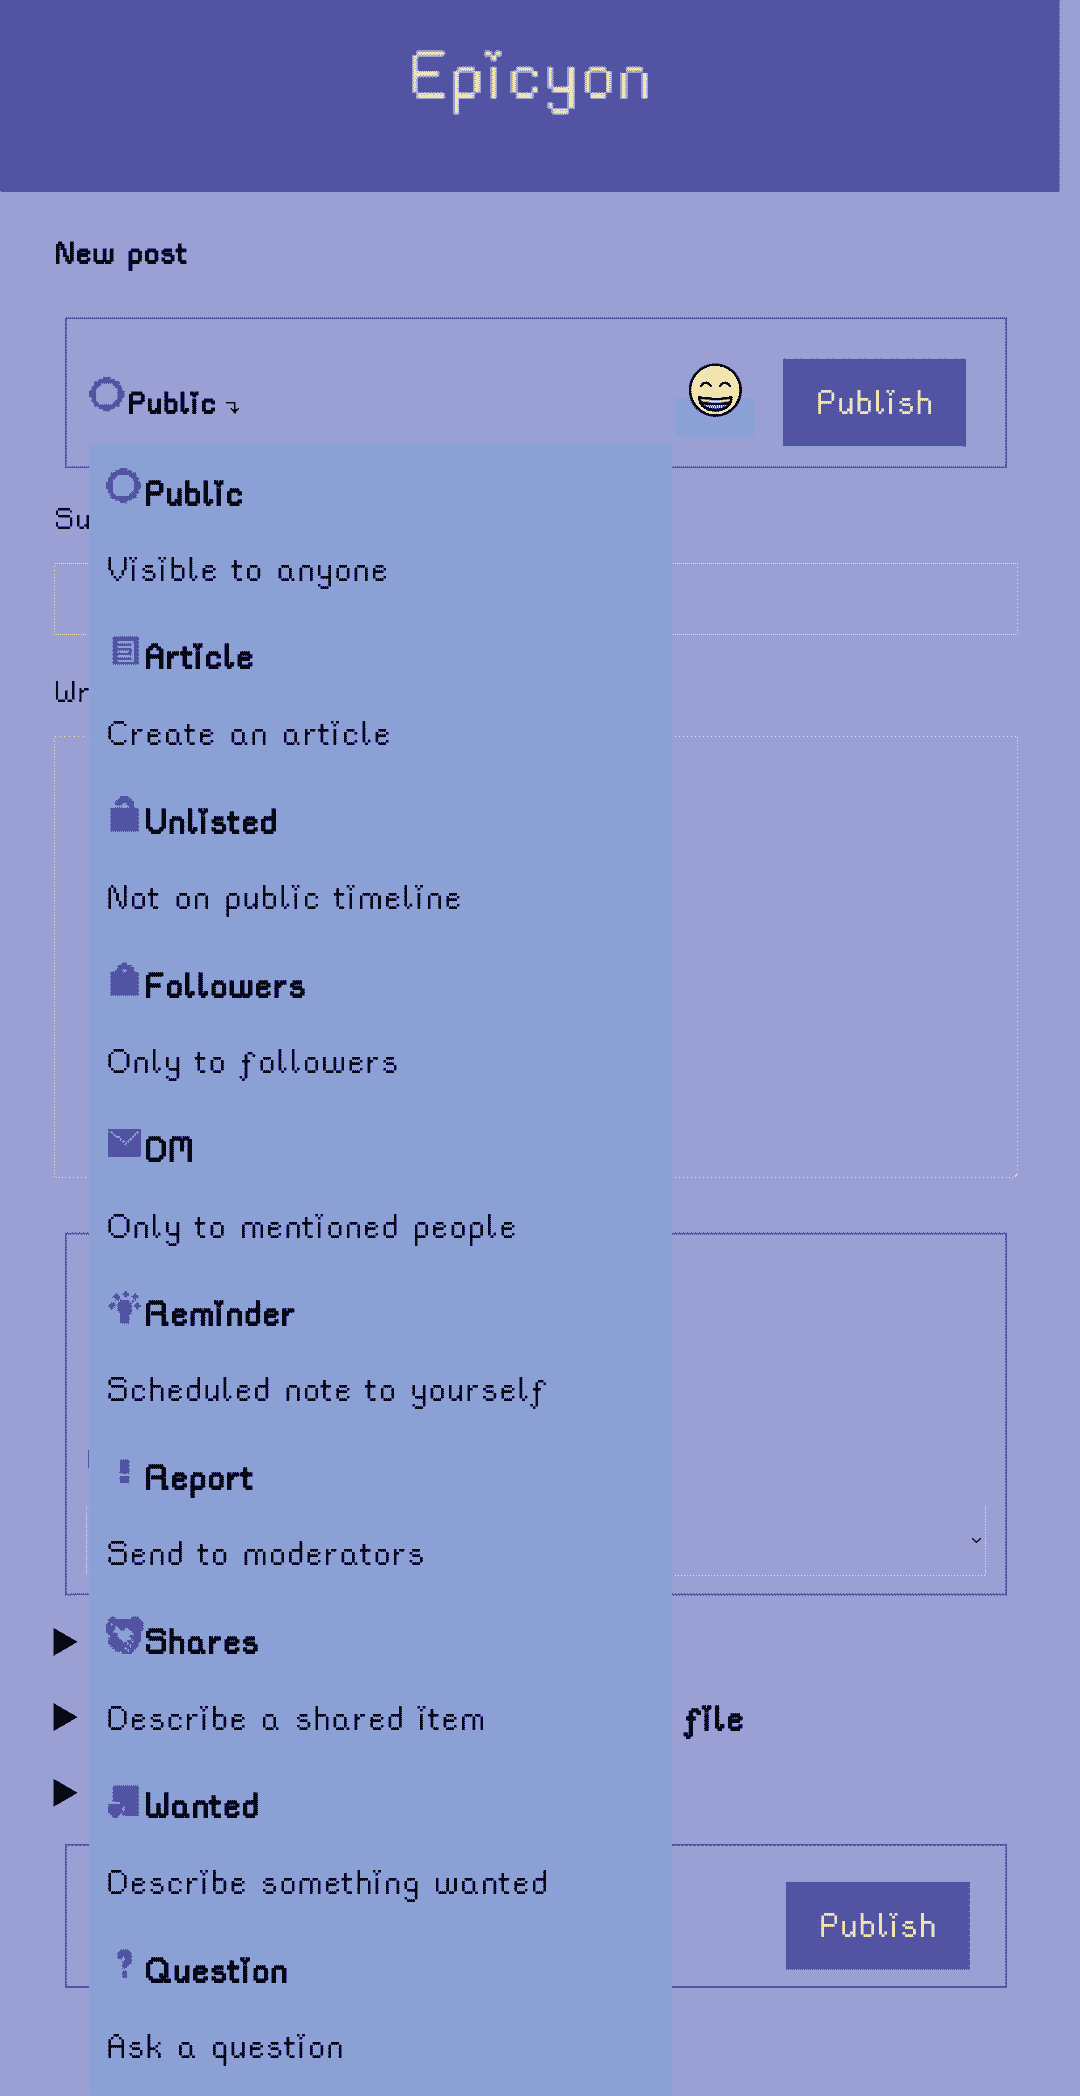 Epicyon
New post
Public
Publish
Public
Su
Visible to anyone
Article
Wr
Create an article
Unlisted
Not on public timeline
Followers
Only to followers
DM
Only to mentioned people
Reminder
Scheduled note to yourself
Report
Send to moderators
Shares
Describe a shared item
file
Wanted
Describe something wanted
Publish
Question
Ask a question